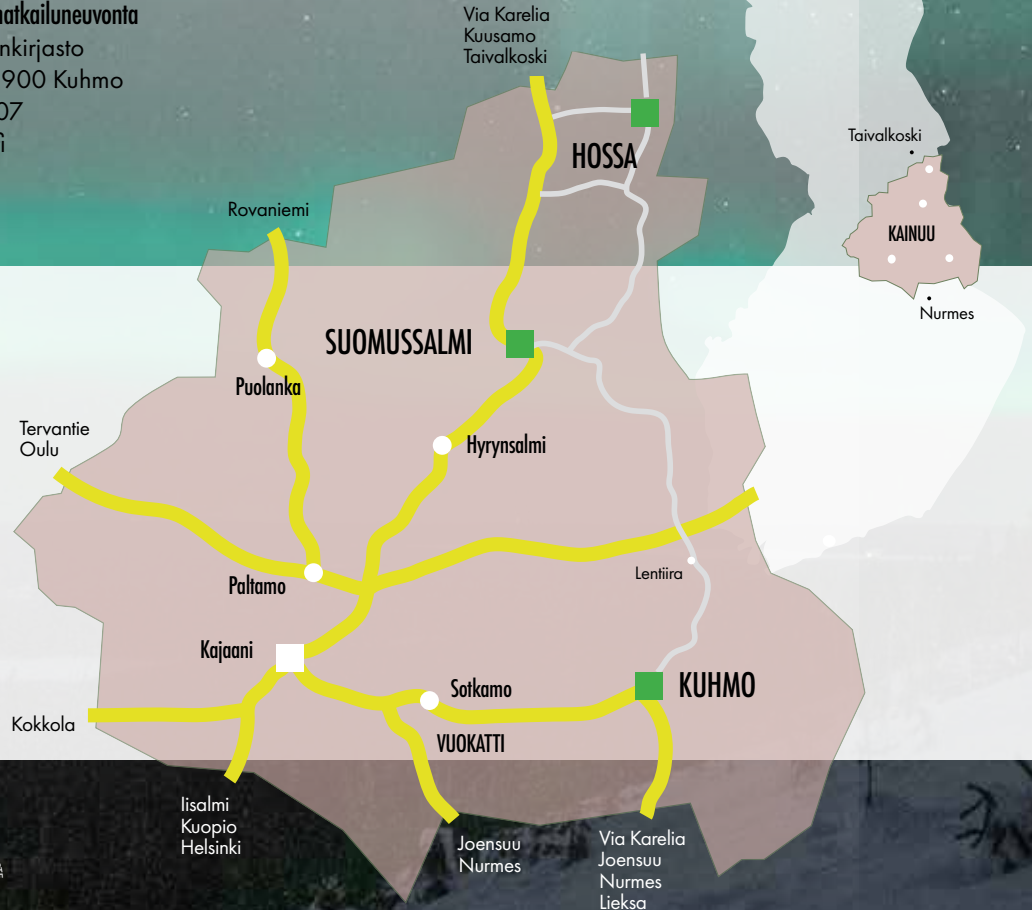 matkailuneuvonta
nkirjasto
900 Kuhmo
07
Via Karelia
Kuusamo
Taivalkoski
HOSSA
Taivalkoski
KAINUU
Nurmes
Rovaniemi
SUOMUSSALMI
Puolanka
Tervantie
Oulu
Hyrynsalmi
Paltamo
Lentiira
Kajaani
Sotkamo
KUHMO
Kokkola
VUOKATTI
Iisalmi
Kuopio
Helsinki
Joensuu
Nurmes
Via Karelia
Joensuu
Nurmes
Lieksa